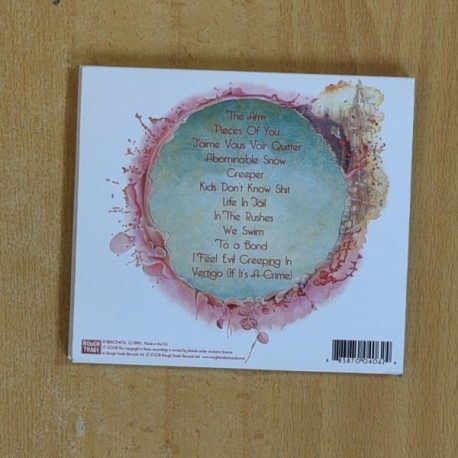 The Arm
Pieces Of You
J'aime Vous Voir Quitter
Abominable Snow
Creeper
Kids Don't Know Shit
Life In Jail
In The Rushes
We Swim
To a Bond
I Feel Evil Creeping In
Vertigo (If It's A Crime)
ROUGH
TRADE